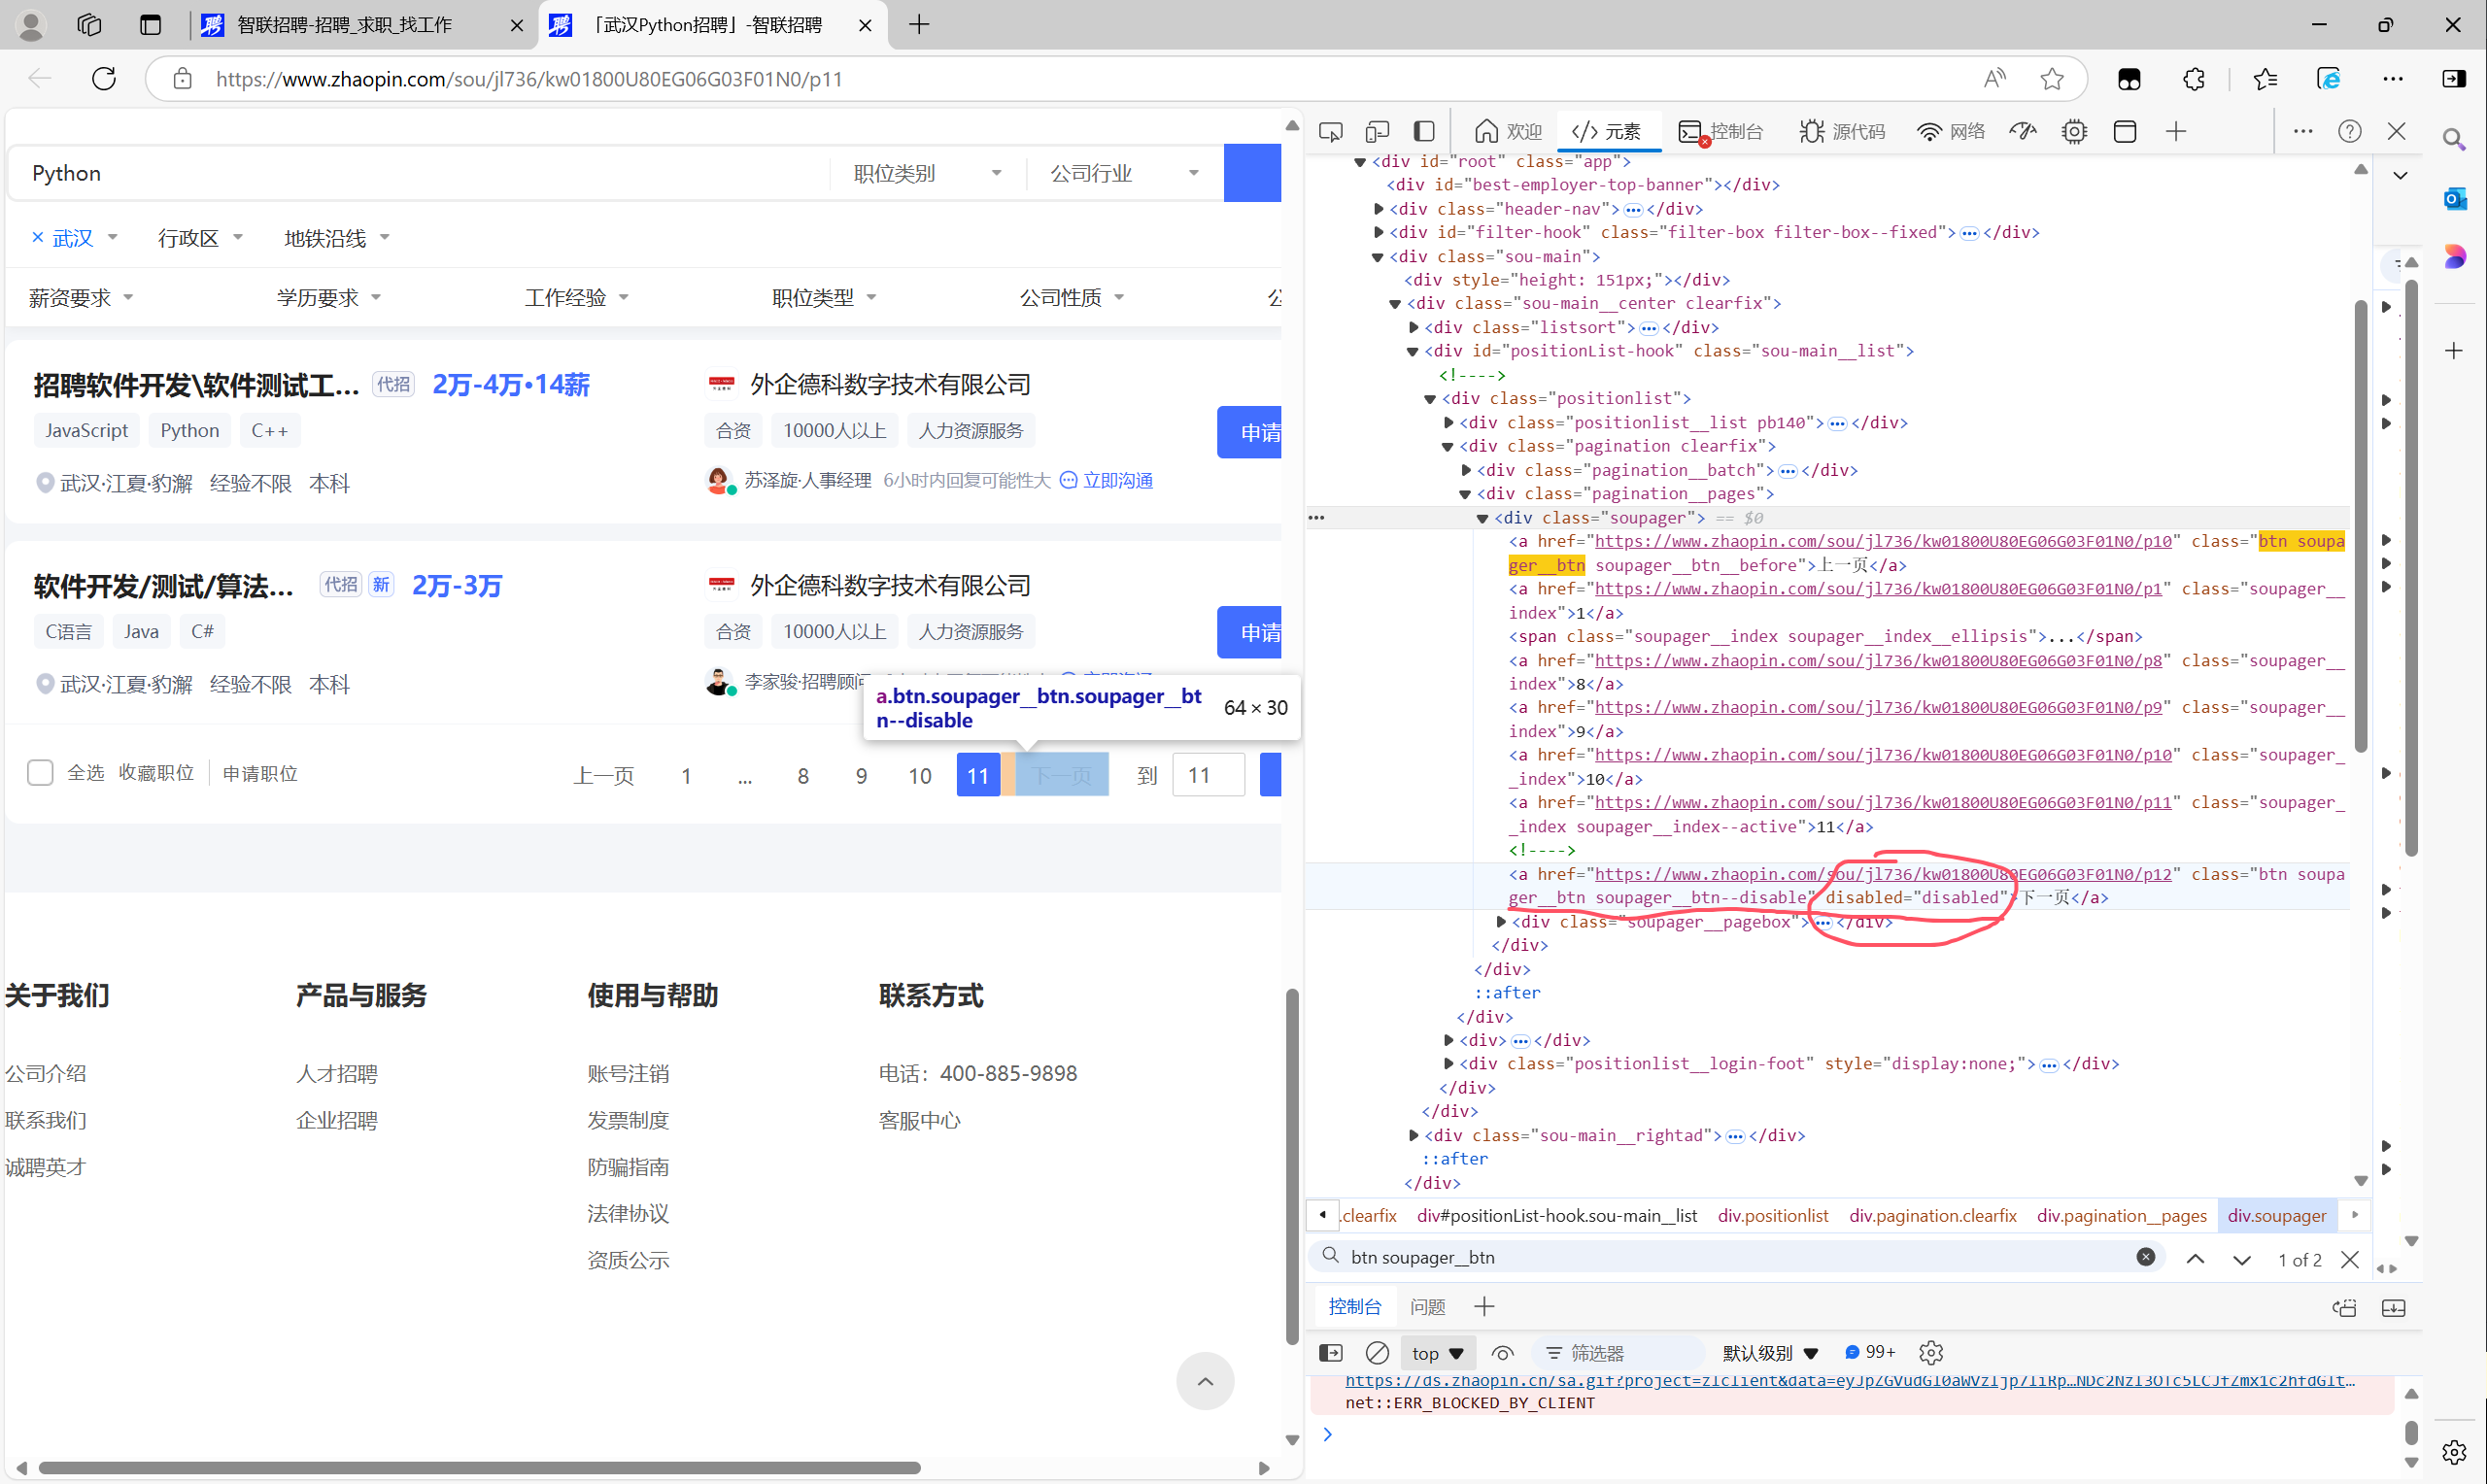 智联招聘-招聘_求职_找工作
「武汉Python招聘」-智联招聘
https://www.zhaopin.com/sou/jl736/kw01800U80EG06G03F01N0/p11
Python 职位类别 公司行业
× 武汉 行政区 地铁沿线
薪资要求 学历要求 工作经验 职位类型 公司性质
招聘软件开发\软件测试工... 代招 2万-4万·14薪 外企德科数字技术有限公司
JavaScript Python C++ 合资 10000人以上 人力资源服务 申请
武汉·江夏·豹澥 经验不限 本科 苏泽旋·人事经理 6小时内回复可能性大 立即沟通
软件开发/测试/算法... 代招 新 2万-3万 外企德科数字技术有限公司
C语言 Java C# 合资 10000人以上 人力资源服务 申请
武汉·江夏·豹澥 经验不限 本科 李家骏·招聘顾问
a.btn.soupager__btn.soupager__bt
n--disable 64 × 30
全选 收藏职位 申请职位 上一页 1 ... 8 9 10 11 下一页 到 11
关于我们 产品与服务 使用与帮助 联系方式
公司介绍 人才招聘 账号注销 电话：400-885-9898
联系我们 企业招聘 发票制度 客服中心
诚聘英才 防骗指南
法律协议
资质公示
欢迎 元素 控制台 源代码 网络
<div id="root" class="app">
<div id="best-employer-top-banner"></div>
<div class="header-nav">…</div>
<div id="filter-hook" class="filter-box filter-box--fixed">…</div>
<div class="sou-main">
<div style="height: 151px;"></div>
<div class="sou-main__center clearfix">
<div class="listsort">…</div>
<div id="positionList-hook" class="sou-main__list">
<!---->
<div class="positionlist">
<div class="positionlist__list pb140">…</div>
<div class="pagination clearfix">
<div class="pagination__batch">…</div>
<div class="pagination__pages">
<div class="soupager"> == $0
<a href="https://www.zhaopin.com/sou/jl736/kw01800U80EG06G03F01N0/p10" class="btn soupa
ger__btn soupager__btn__before">上一页</a>
<a href="https://www.zhaopin.com/sou/jl736/kw01800U80EG06G03F01N0/p1" class="soupager__
index">1</a>
<span class="soupager__index soupager__index__ellipsis">...</span>
<a href="https://www.zhaopin.com/sou/jl736/kw01800U80EG06G03F01N0/p8" class="soupager__
index">8</a>
<a href="https://www.zhaopin.com/sou/jl736/kw01800U80EG06G03F01N0/p9" class="soupager__
index">9</a>
<a href="https://www.zhaopin.com/sou/jl736/kw01800U80EG06G03F01N0/p10" class="soupager_
_index">10</a>
<a href="https://www.zhaopin.com/sou/jl736/kw01800U80EG06G03F01N0/p11" class="soupager_
_index soupager__index--active">11</a>
<!---->
<a href="https://www.zhaopin.com/sou/jl736/kw01800U80EG06G03F01N0/p12" class="btn soupa
ger__btn soupager__btn--disable" disabled="disabled">下一页</a>
<div class="soupager__pagebox">…</div>
</div>
</div>
::after
</div>
<div>…</div>
<div class="positionlist__login-foot" style="display:none;">…</div>
</div>
</div>
<div class="sou-main__rightad">…</div>
::after
</div>
.clearfix div#positionList-hook.sou-main__list div.positionlist div.pagination.clearfix div.pagination__pages div.soupager
btn soupager__btn 1 of 2
控制台 问题
top 筛选器 默认级别 99+
net::ERR_BLOCKED_BY_CLIENT